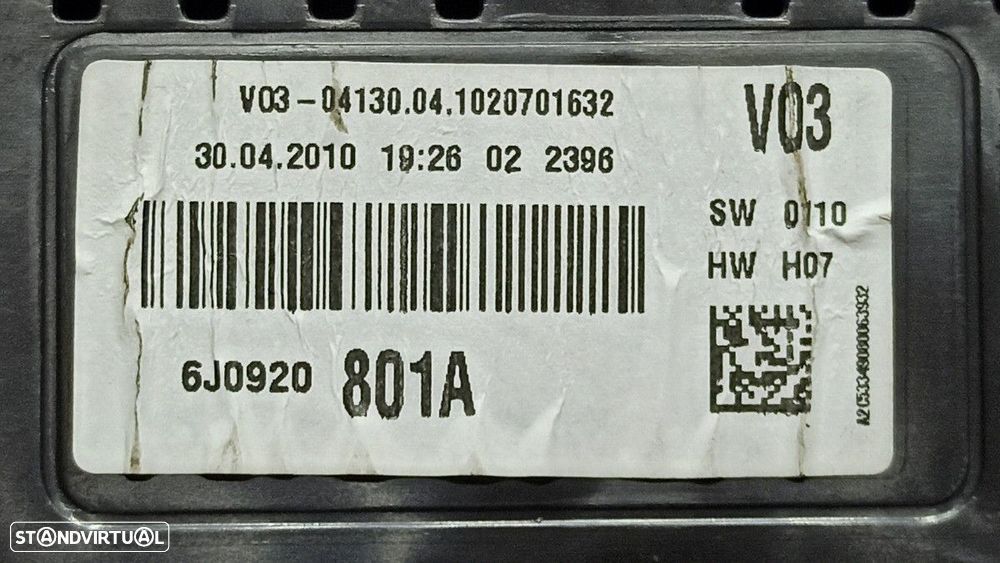 V03-04130.04.1020701632
30.04.2010 19:26 02 2396
V03
SW 0110
HW H07
6J0920 801A
STANDVIRTUAL